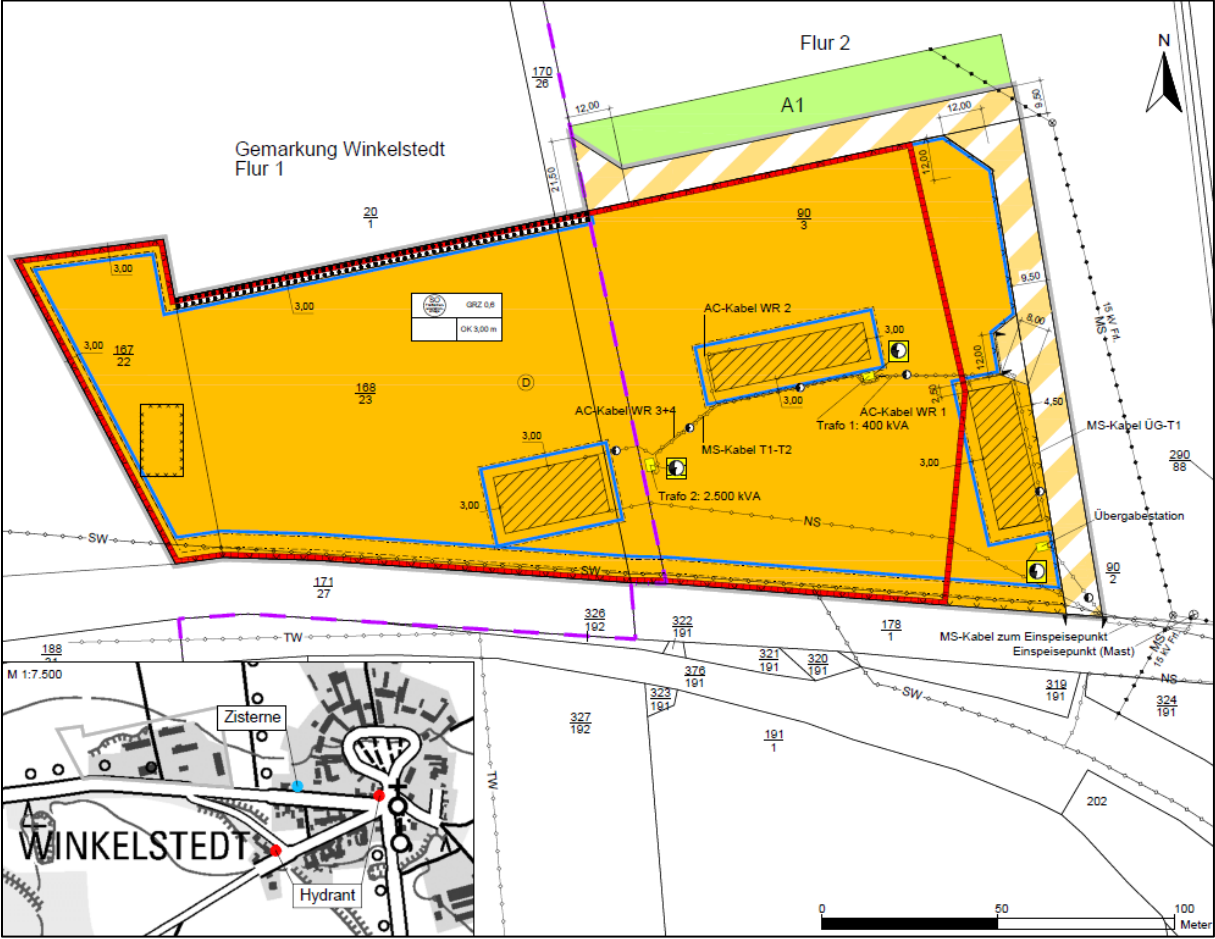 Flur 2
N
170
26
12,00
A1
12,00
9,50
Gemarkung Winkelstedt
Flur 1
21,50
12,00
20
1
90
3
3,00
3,00
SO
GRZ 0,6
OK 3,00 m
9,50
15 kV Frl.
MS
AC-Kabel WR 2
3,00
8,00
3,00
167
22
168
23
D
12,00
2,50
3,00
AC-Kabel WR 3+4
AC-Kabel WR 1
Trafo 1: 400 kVA
4,50
MS-Kabel ÜG-T1
3,00
MS-Kabel T1-T2
290
88
3,00
Trafo 2: 2.500 kVA
3,00
NS
Übergabestation
SW
SW
171
27
90
2
326
192
322
191
178
1
MS-Kabel zum Einspeisepunkt
Einspeisepunkt (Mast)
MS
15 kV Frl.
TW
188
321
191
320
191
376
191
NS
M 1:7.500
323
191
SW
319
191
324
191
Zisterne
327
192
191
1
TW
202
WINKELSTEDT
Hydrant
0
50
100
Meter